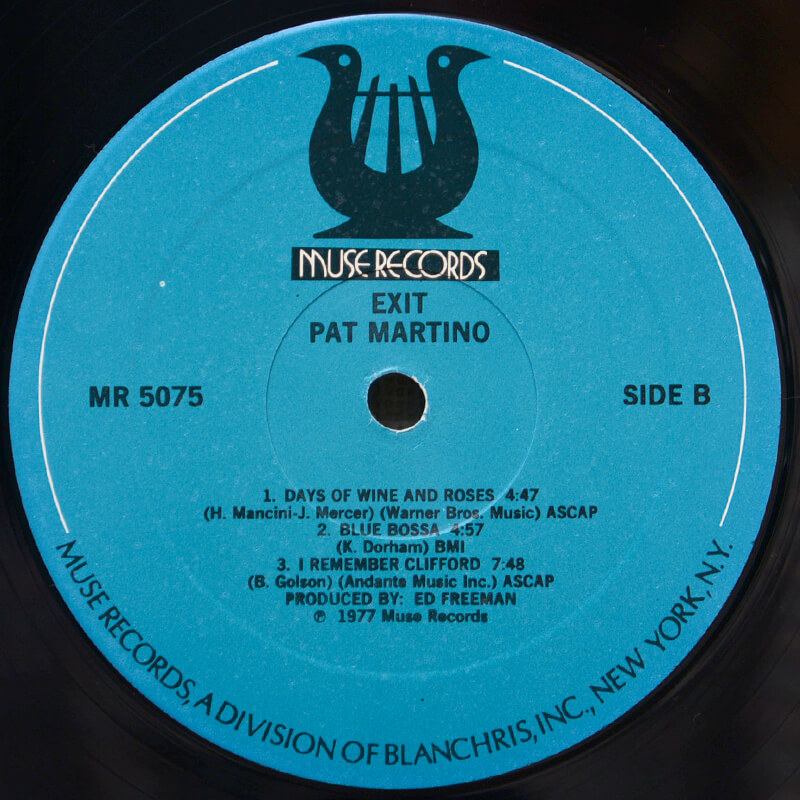 MUSE RECORDS
EXIT
PAT MARTINO
MR 5075
SIDE B
1. DAYS OF WINE AND ROSES 4:47
(H. Mancini-J. Mercer) (Warner Bros. Music) ASCAP
2. BLUE BOSSA 4:57
(K. Dorham) BMI
3. I REMEMBER CLIFFORD 7:48
(B. Golson) (Andante Music Inc.) ASCAP
PRODUCED BY: ED FREEMAN
℗ 1977 Muse Records
MUSE RECORDS, A DIVISION OF BLANCHRIS, INC., NEW YORK, N.Y.